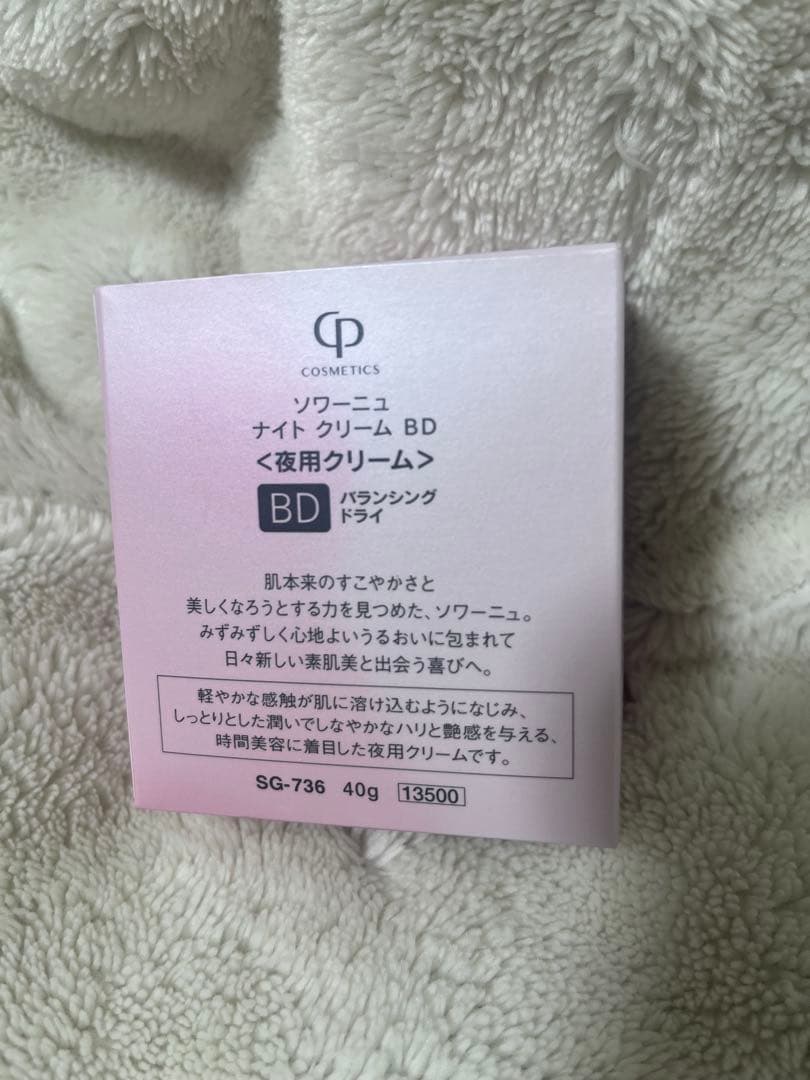 CP
COSMETICS
ソワーニュ
ナイト クリーム BD
<夜用クリーム>
BD バランシング
ドライ
肌本来のすこやかさと
美しくなろうとする力を見つめた、ソワーニュ。
みずみずしく心地よいうるおいに包まれて
日々新しい素肌美と出会う喜びへ。
軽やかな感触が肌に溶け込むようになじみ、
しっとりとした潤いでしなやかなハリと艶感を与える、
時間美容に着目した夜用クリームです。
SG-736 40g 13500